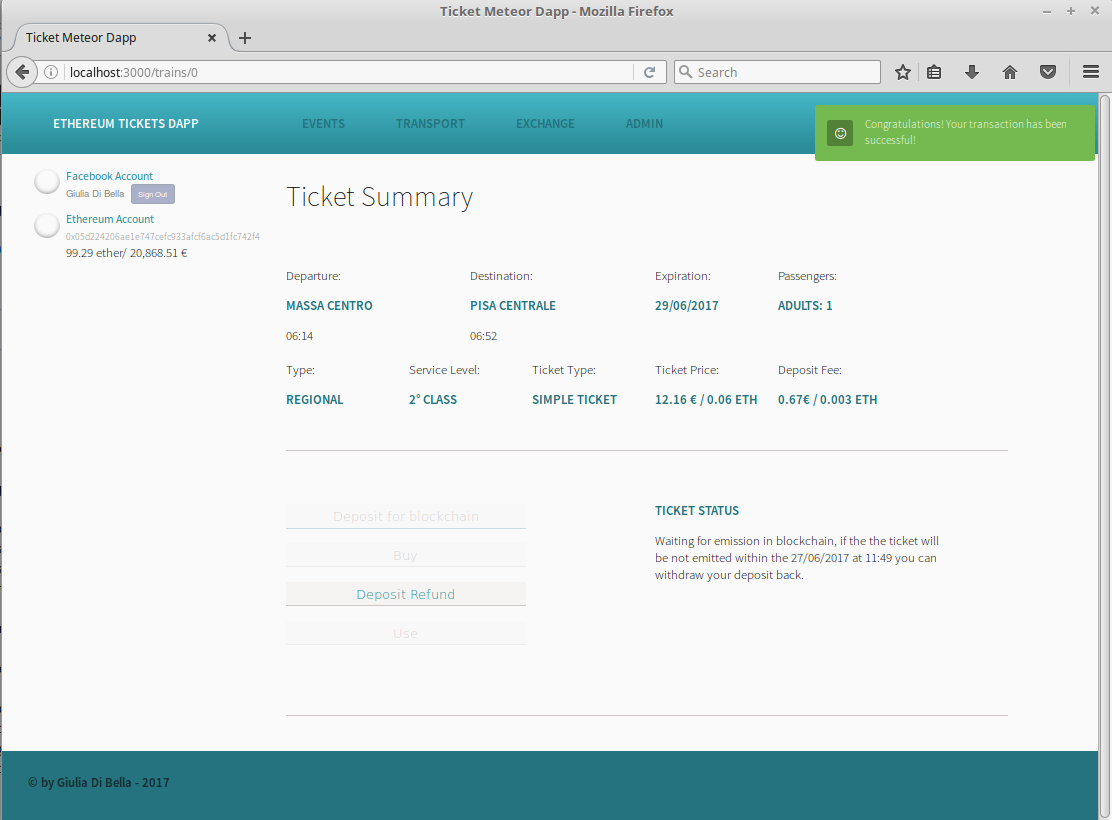 Ticket Meteor Dapp - Mozilla Firefox
Ticket Meteor Dapp
localhost:3000/trains/0
Search
ETHEREUM TICKETS DAPP
EVENTS
TRANSPORT
EXCHANGE
ADMIN
Congratulations! Your transaction has been
successful!
Facebook Account
Giulia Di Bella
Sign Out
Ethereum Account
0x05d224206ae1e747cefc933afcf6ac5d1fc742f4
99.29 ether/ 20,868.51 €
Ticket Summary
Departure:
Destination:
Expiration:
Passengers:
MASSA CENTRO
PISA CENTRALE
29/06/2017
ADULTS: 1
06:14
06:52
Type:
Service Level:
Ticket Type:
Ticket Price:
Deposit Fee:
REGIONAL
2° CLASS
SIMPLE TICKET
12.16 € / 0.06 ETH
0.67€ / 0.003 ETH
Deposit for blockchain
Buy
Deposit Refund
Use
TICKET STATUS
Waiting for emission in blockchain, if the the ticket will
be not emitted within the 27/06/2017 at 11:49 you can
withdraw your deposit back.
© by Giulia Di Bella - 2017